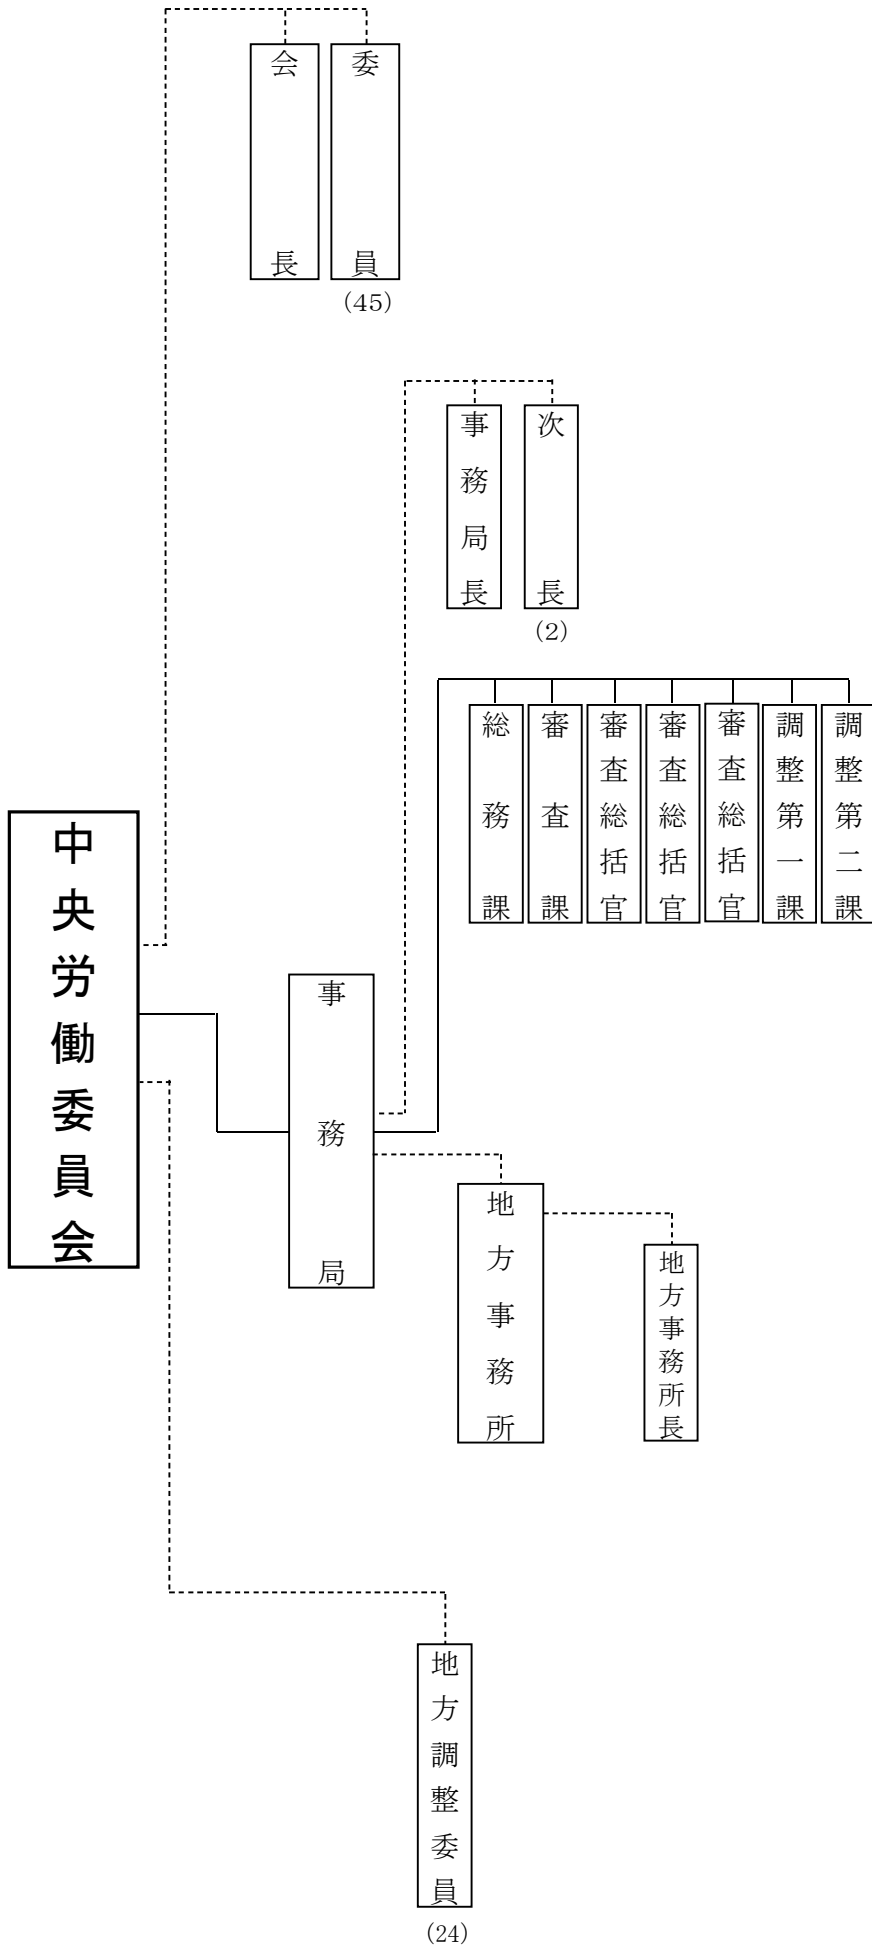 会長
委員
（45）
事務局長
次長
（2）
総務課
審査課
審査総括官
審査総括官
審査総括官
調整第一課
調整第二課
中央労働委員会
事務局
地方事務所
地方事務所長
地方調整委員
（24）